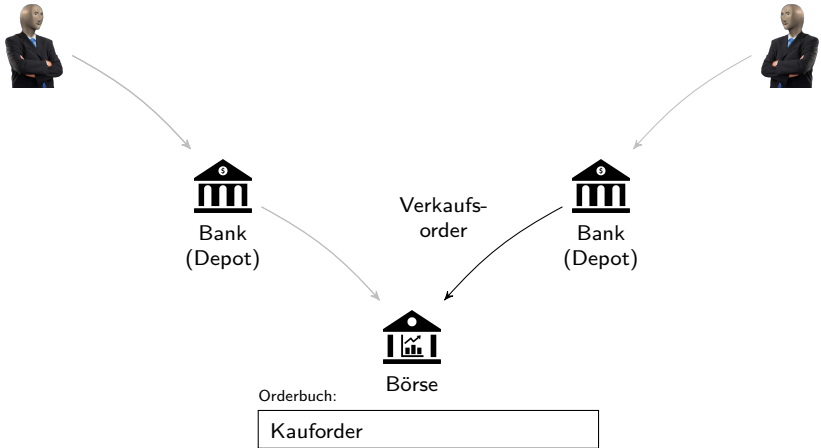 Verkaufs-
order
Bank
(Depot)
Bank
(Depot)
Börse
Orderbuch:
Kauforder